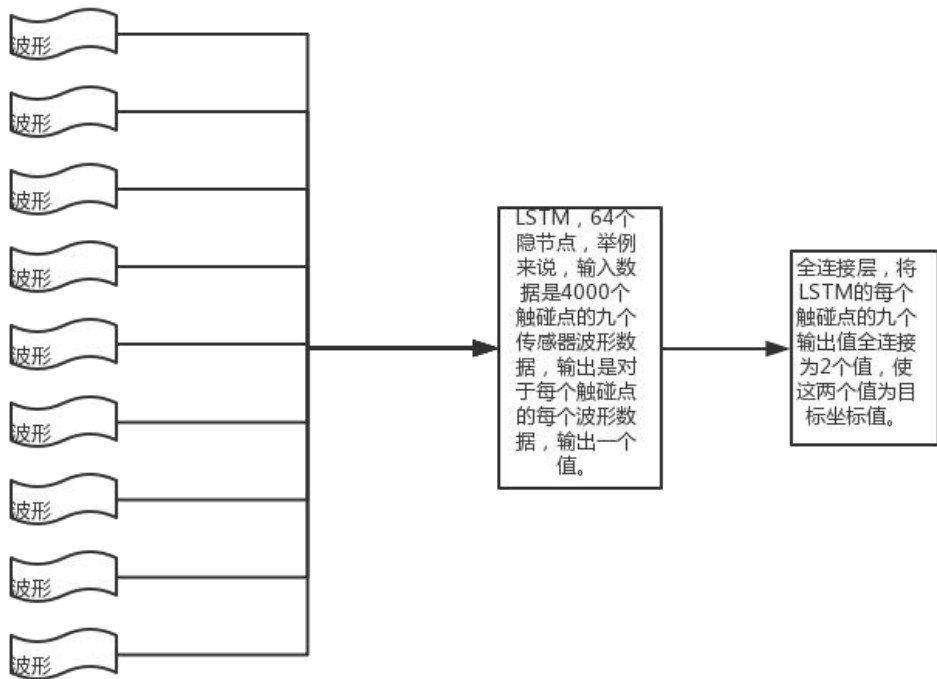 波形
波形
波形
波形
波形
波形
波形
波形
波形
LSTM，64个
隐节点，举例
来说，输入数
据是4000个
触碰点的九个
传感器波形数
据，输出是对
于每个触碰点
的每个波形数
据，输出一个
值。
全连接层，将
LSTM的每个
触碰点的九个
输出值全连接
为2个值，使
这两个值为目
标坐标值。